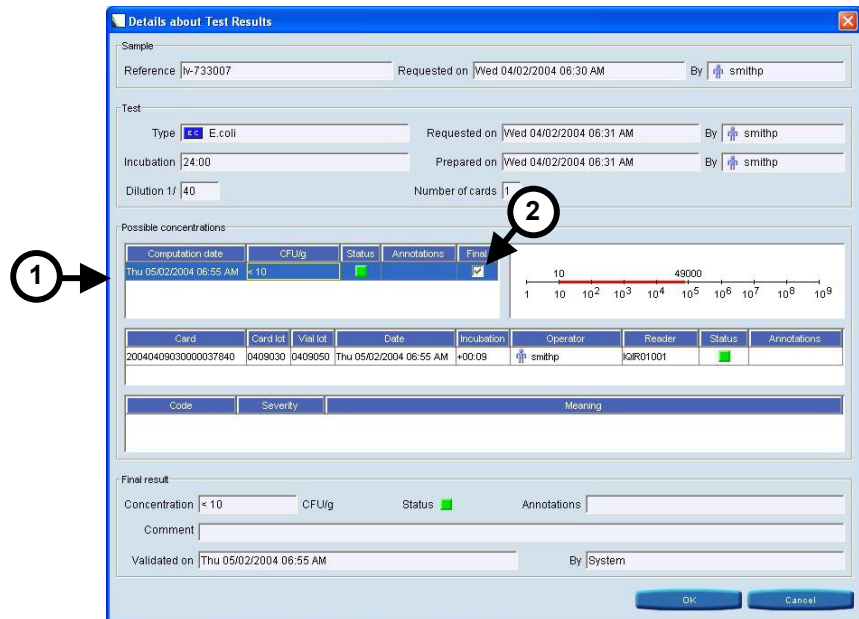 Details about Test Results
Sample
Reference lv-733007 Requested on Wed 04/02/2004 06:30 AM By smithp
Test
Type EC E.coli Requested on Wed 04/02/2004 06:31 AM By smithp
Incubation 24:00 Prepared on Wed 04/02/2004 06:31 AM By smithp
Dilution 1/ 40 Number of cards 1
2
Possible concentrations
1
Computation date CFU/g Status Annotations Final
Thu 05/02/2004 06:55 AM < 10
10 49000
1 10 10² 10³ 10⁴ 10⁵ 10⁶ 10⁷ 10⁸ 10⁹
Card Card lot Vial lot Date Incubation Operator Reader Status Annotations
20040409030000037840 0409030 0409050 Thu 05/02/2004 06:55 AM +00:09 smithp IQIR01001
Code Severity Meaning
Final result
Concentration < 10 CFU/g Status Annotations
Comment
Validated on Thu 05/02/2004 06:55 AM By System
OK Cancel